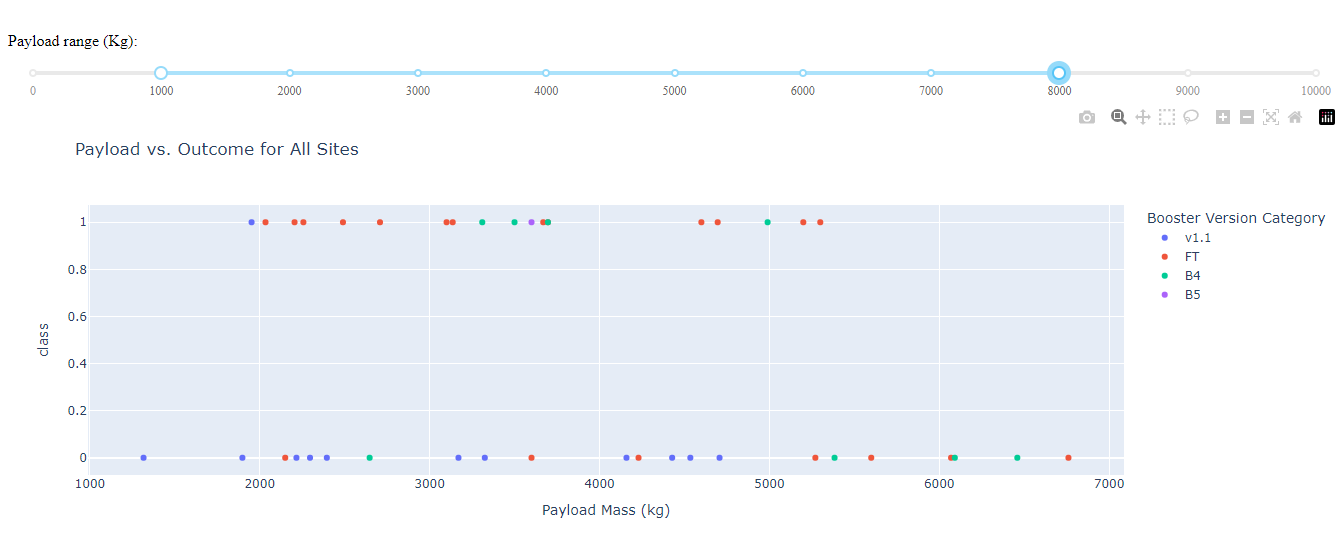 Payload range (Kg):
0 1000 2000 3000 4000 5000 6000 7000 8000 9000 10000
Payload vs. Outcome for All Sites
Booster Version Category
v1.1
FT
B4
B5
1
0.8
0.6
0.4
0.2
0
class
1000 2000 3000 4000 5000 6000 7000
Payload Mass (kg)